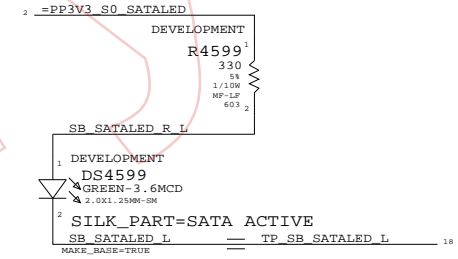 2 =PP3V3_S0_SATALED
DEVELOPMENT
R4599 1
330
5%
1/10W
MF-LF
603 2
SB_SATALED_R_L
1 DEVELOPMENT
DS4599
GREEN-3.6MCD
2.0X1.25MM-SM
2 SILK_PART=SATA ACTIVE
SB_SATALED_L TP_SB_SATALED_L 18
MAKE_BASE=TRUE